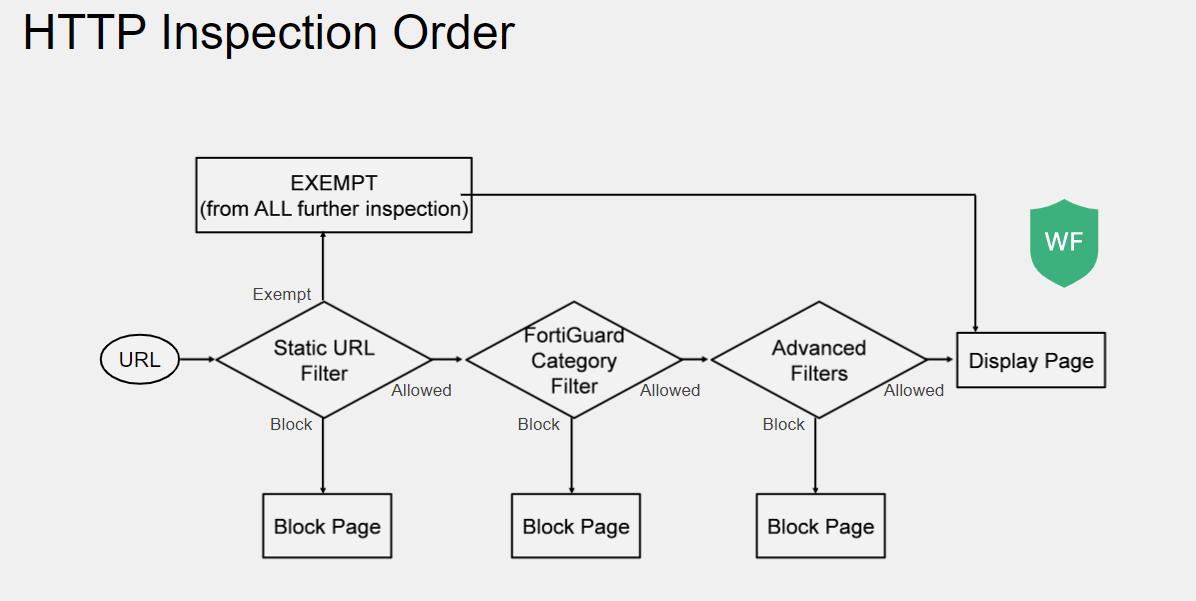 HTTP Inspection Order
EXEMPT
(from ALL further inspection)
WF
Exempt
URL
Static URL
Filter
Allowed
Block
FortiGuard
Category
Filter
Allowed
Block
Advanced
Filters
Allowed
Block
Display Page
Block Page
Block Page
Block Page